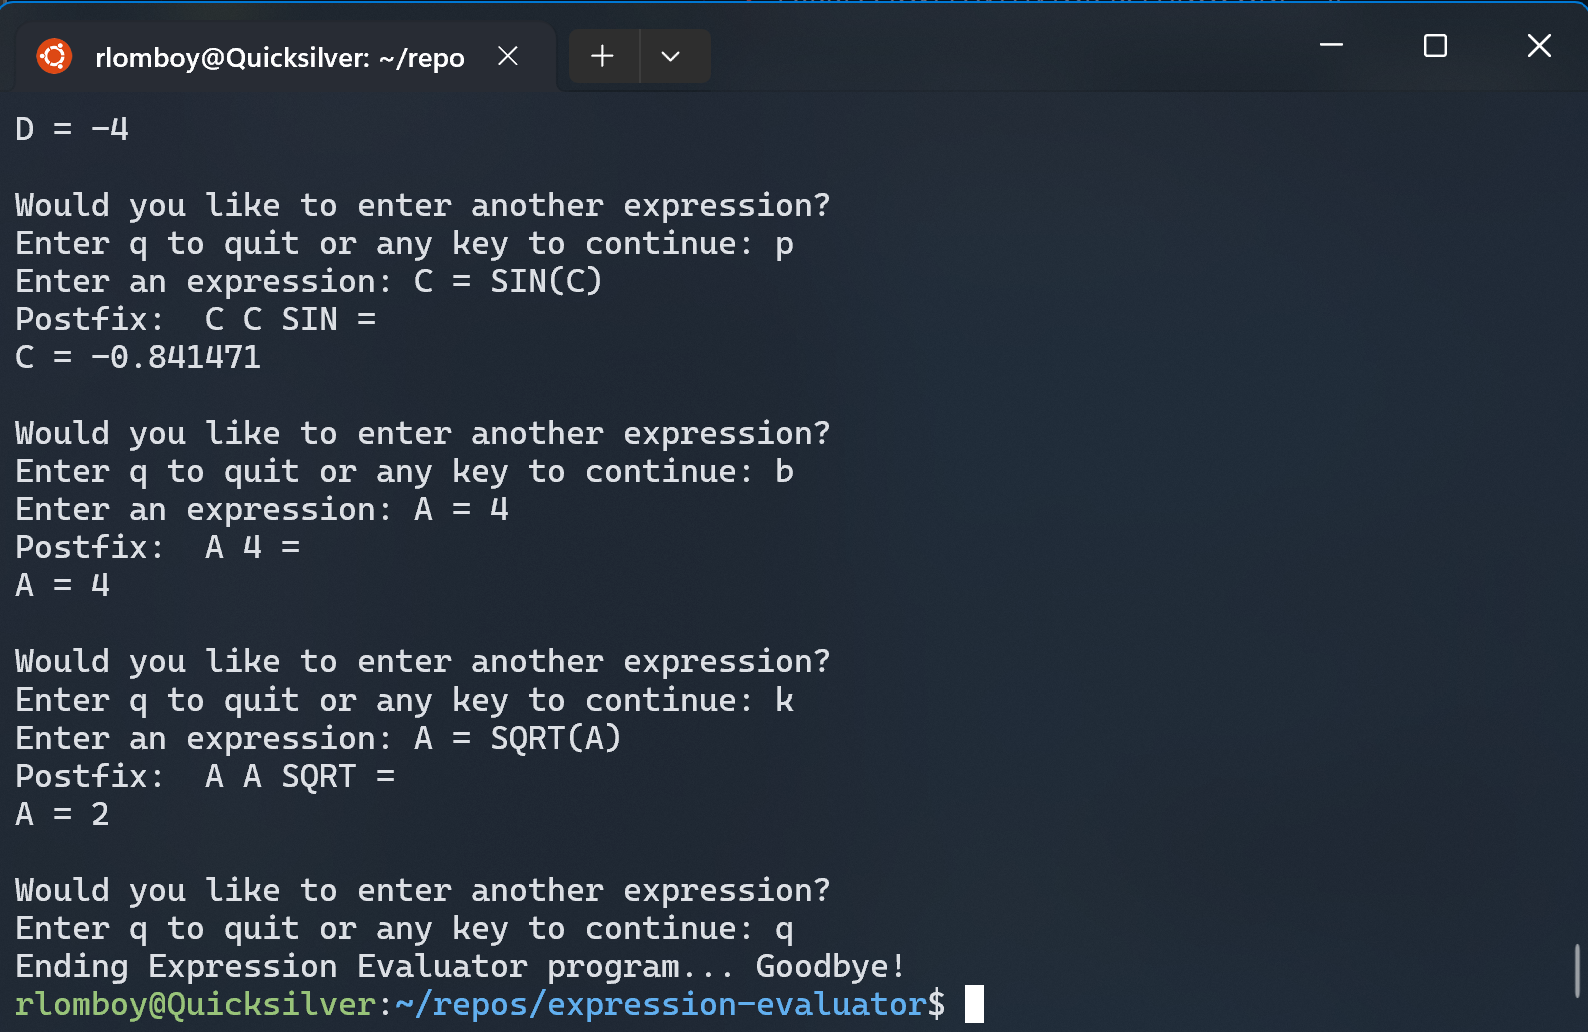 rlomboy@Quicksilver: ~/repo
D = -4
Would you like to enter another expression?
Enter q to quit or any key to continue: p
Enter an expression: C = SIN(C)
Postfix:  C C SIN =
C = -0.841471
Would you like to enter another expression?
Enter q to quit or any key to continue: b
Enter an expression: A = 4
Postfix:  A 4 =
A = 4
Would you like to enter another expression?
Enter q to quit or any key to continue: k
Enter an expression: A = SQRT(A)
Postfix:  A A SQRT =
A = 2
Would you like to enter another expression?
Enter q to quit or any key to continue: q
Ending Expression Evaluator program... Goodbye!
rlomboy@Quicksilver:~/repos/expression-evaluator$